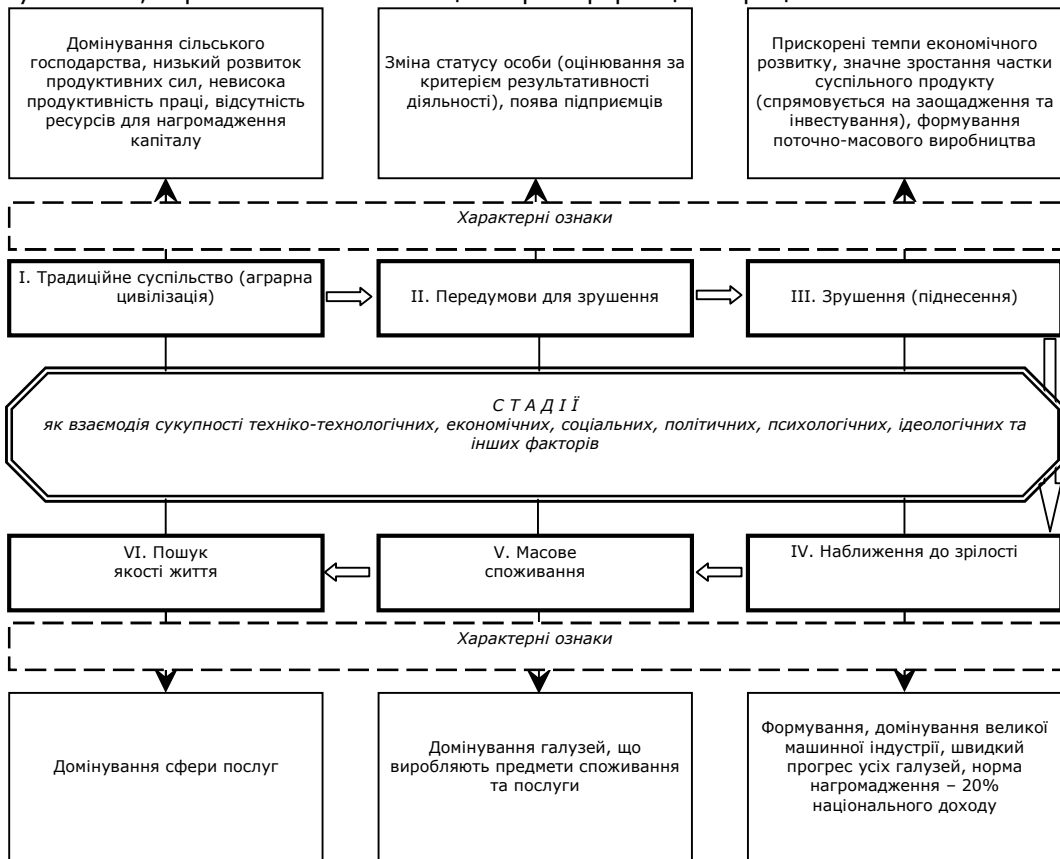 Домінування сільського
господарства, низький розвиток
продуктивних сил, невисока
продуктивність праці, відсутність
ресурсів для нагромадження
капіталу
Зміна статусу особи (оцінювання за
критерієм результативності
діяльності), поява підприємців
Прискорені темпи економічного
розвитку, значне зростання частки
суспільного продукту
(спрямовується на заощадження та
інвестування), формування
поточно-масового виробництва
Характерні ознаки
I. Традиційне суспільство (аграрна
цивілізація)
II. Передумови для зрушення
III. Зрушення (піднесення)
С Т А Д І Ї
як взаємодія сукупності техніко-технологічних, економічних, соціальних, політичних, психологічних, ідеологічних та
інших факторів
VI. Пошук
якості життя
V. Масове
споживання
IV. Наближення до зрілості
Характерні ознаки
Домінування сфери послуг
Домінування галузей, що
виробляють предмети споживання
та послуги
Формування, домінування великої
машинної індустрії, швидкий
прогрес усіх галузей, норма
нагромадження – 20%
національного доходу